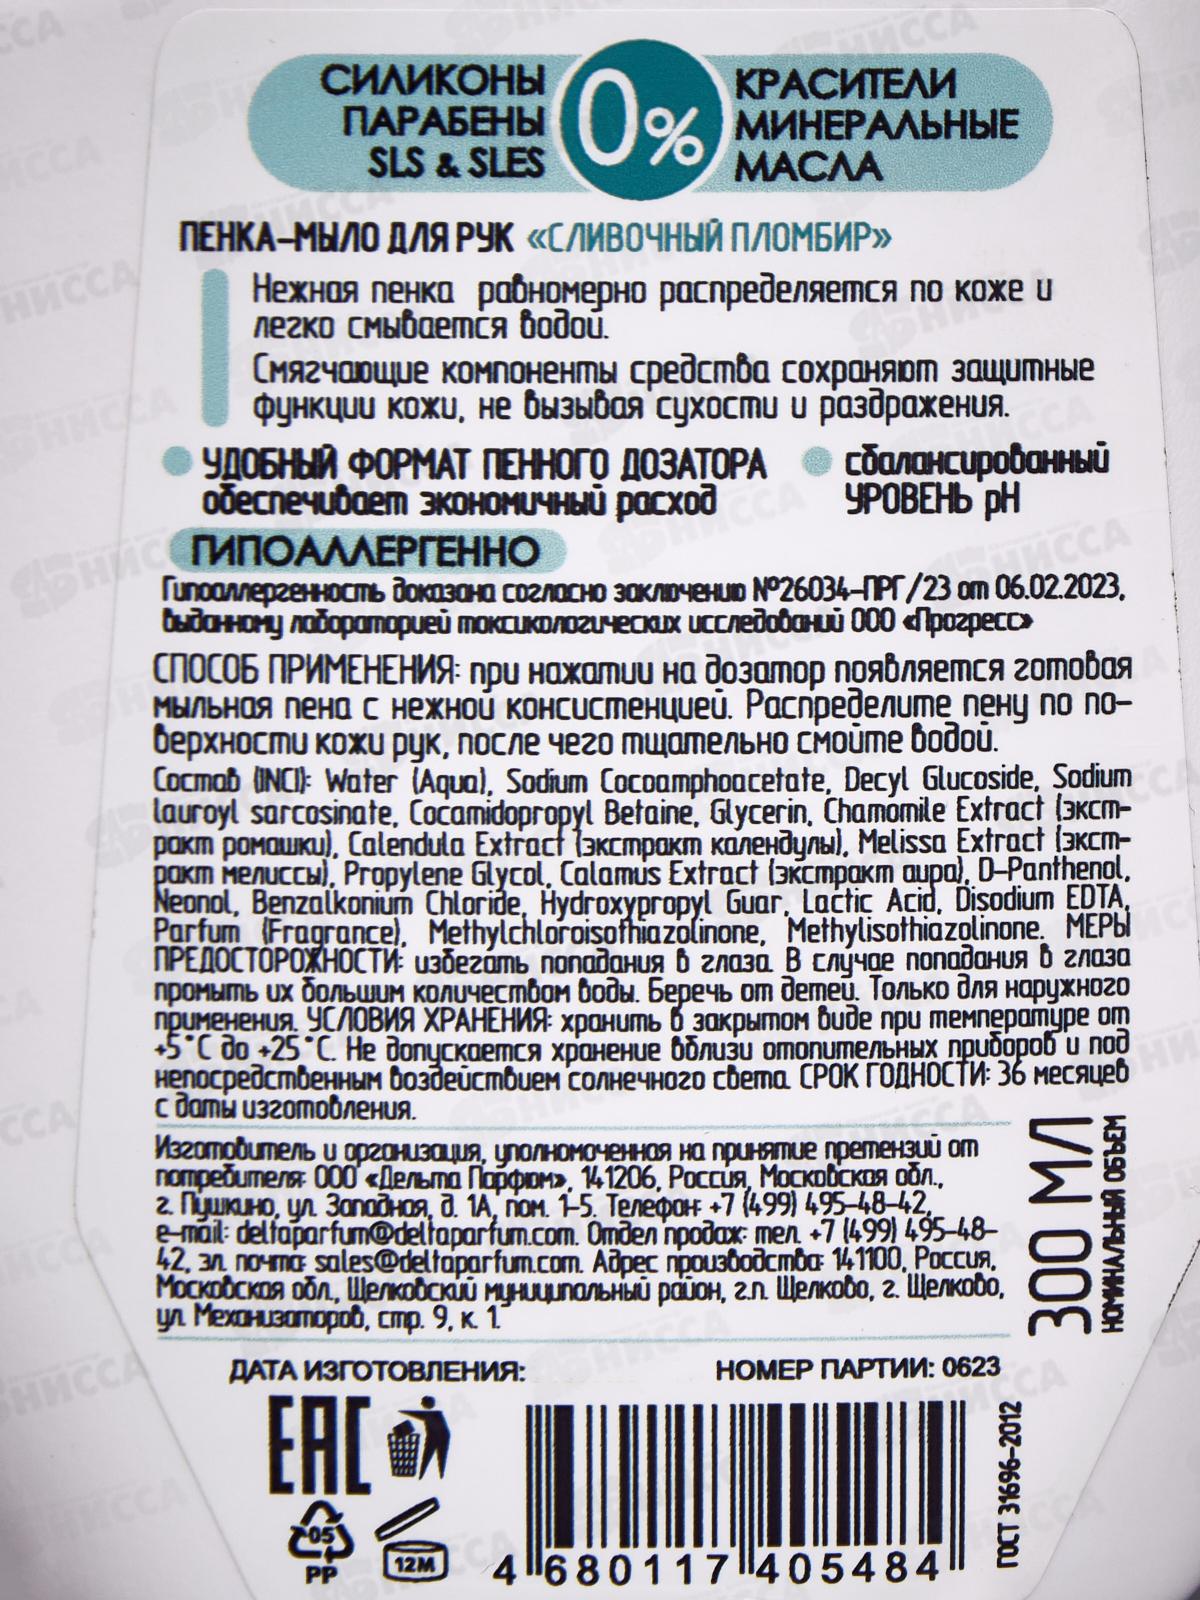 СИЛИКОНЫ
ПАРАБЕНЫ
SLS & SLES
0%
КРАСИТЕЛИ
МИНЕРАЛЬНЫЕ
МАСЛА
ПЕНКА-МЫЛО ДЛЯ РУК «СЛИВОЧНЫЙ ПЛОМБИР»
Нежная пенка равномерно распределяется по коже и
легко смывается водой.
Смягчающие компоненты средства сохраняют защитные
функции кожи, не вызывая сухости и раздражения.
УДОБНЫЙ ФОРМАТ ПЕННОГО ДОЗАТОРА
обеспечивает экономичный расход
сбалансированный
УРОВЕНЬ pH
ГИПОАЛЛЕРГЕННО
Гипоаллергенность доказана согласно заключению №26034-ПРГ/23 от 06.02.2023,
выданному лабораторией токсикологических исследований ООО «Прогресс»
СПОСОБ ПРИМЕНЕНИЯ: при нажатии на дозатор появляется готовая
мыльная пена с нежной консистенцией. Распределите пену по по-
верхности кожи рук, после чего тщательно смойте водой.
Состав (INCI): Water (Aqua), Sodium Cocoamphoacetate, Decyl Glucoside, Sodium
lauroyl sarcosinate, Cocamidopropyl Betaine, Glycerin, Chamomile Extract (экст-
ракт ромашки), Calendula Extract (экстракт календулы), Melissa Extract (экст-
ракт мелиссы), Propylene Glycol, Calamus Extract (экстракт аира), D-Panthenol,
Neonol, Benzalkonium Chloride, Hydroxypropyl Guar, Lactic Acid, Disodium EDTA,
Parfum (Fragrance), Methylchloroisothiazolinone, Methylisothiazolinone. МЕРЫ
ПРЕДОСТОРОЖНОСТИ: избегать попадания в глаза. В случае попадания в глаза
промыть их большим количеством воды. Беречь от детей. Только для наружного
применения. УСЛОВИЯ ХРАНЕНИЯ: хранить в закрытом виде при температуре от
+5˚С до +25˚С. Не допускается хранение вблизи отопительных приборов и под
непосредственным воздействием солнечного света. СРОК ГОДНОСТИ: 36 месяцев
с даты изготовления.
Изготовитель и организация, уполномоченная на принятие претензий от
потребителя: ООО «Дельта Парфюм», 141206, Россия, Московская обл.,
г. Пушкино, ул. Западная, д. 1А, пом. 1-5. Телефон: +7 (499) 495-48-42,
e-mail: deltaparfum@deltaparfum.com. Отдел продаж: тел. +7 (499) 495-48-
42, эл. почта: sales@deltaparfum.com. Адрес производства: 141100, Россия,
Московская обл., Щелковский муниципальный район, г.п. Щелково, г. Щелково,
ул. Механизаторов, стр. 9, к. 1.
300 МЛ
НОМИНАЛЬНЫЙ ОБЪЕМ
ДАТА ИЗГОТОВЛЕНИЯ:
НОМЕР ПАРТИИ: 0623
ЕАС
05
PP
12М
4 680117 405484
ГОСТ 31696-2012